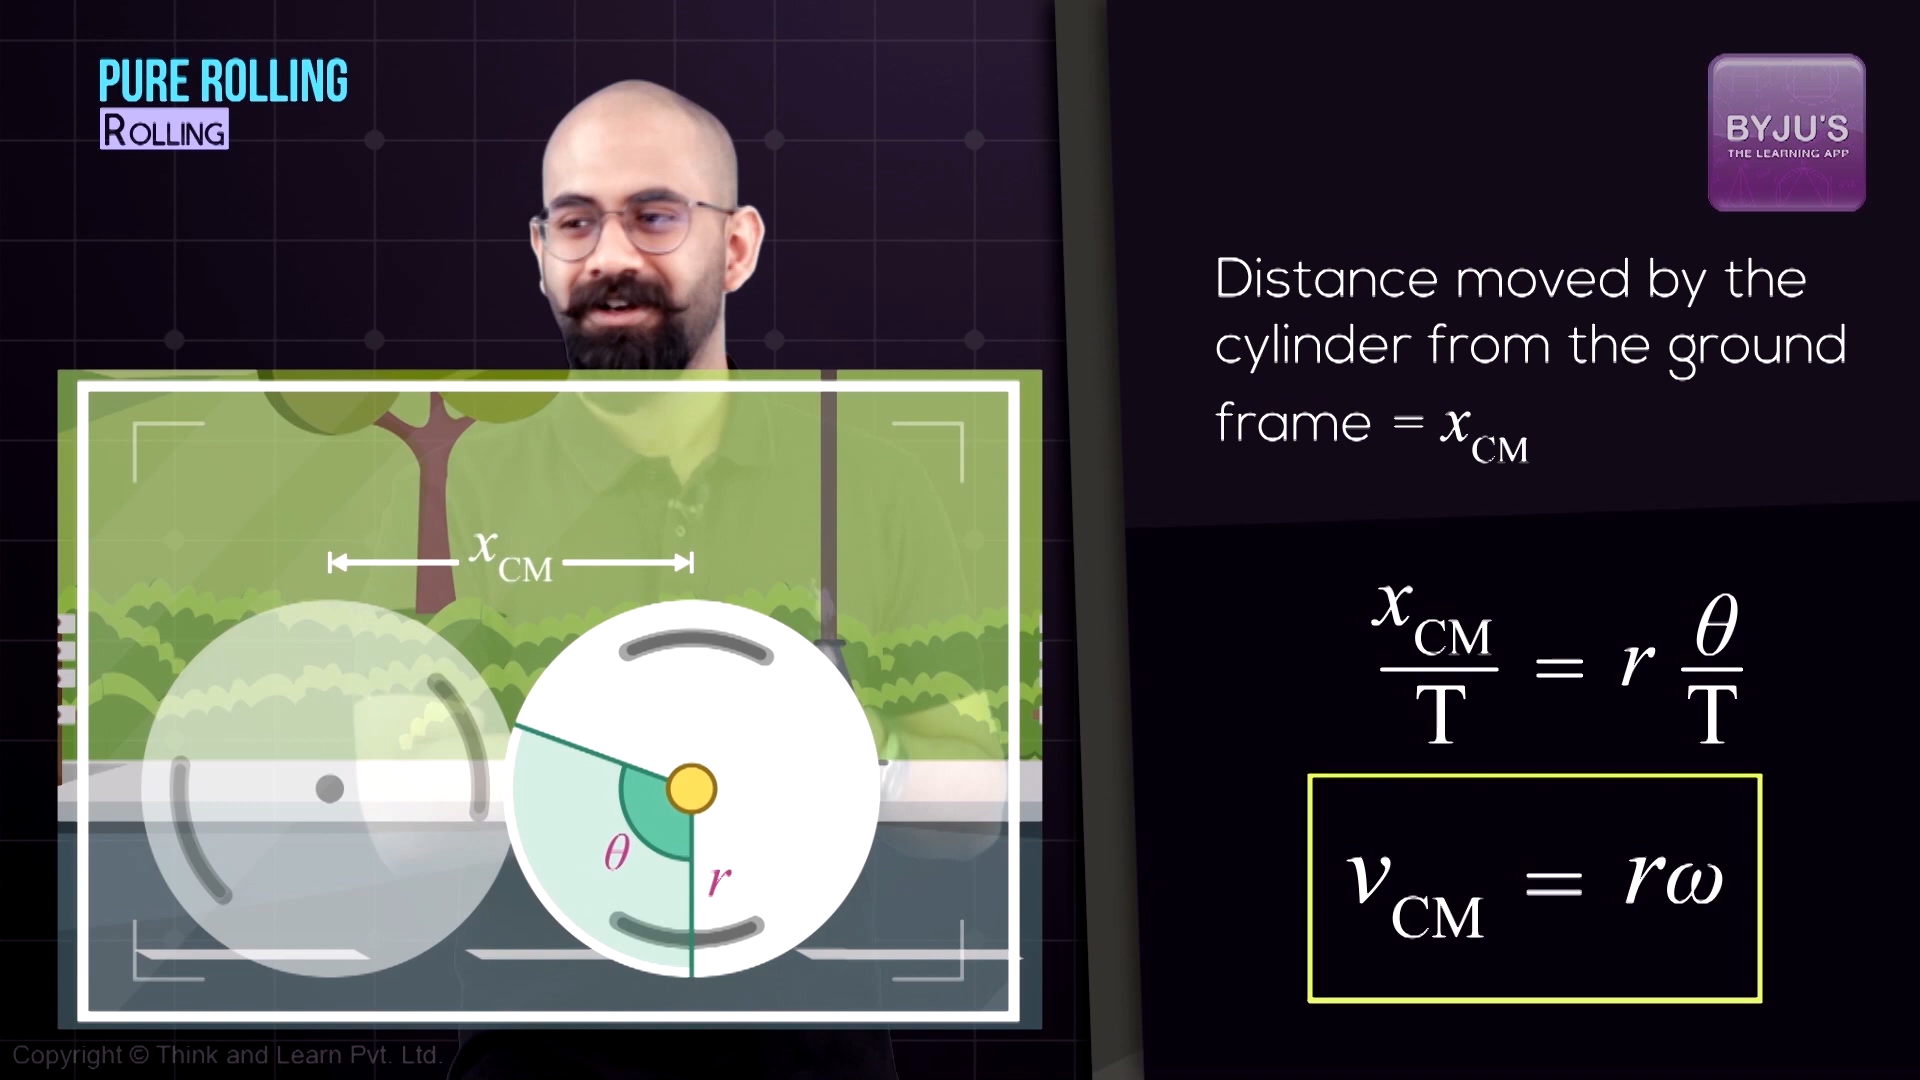 PURE ROLLING
ROLLING
BYJU'S
THE LEARNING APP
Distance moved by the
cylinder from the ground
frame = x_CM
x_CM
x_CM/T = r θ/T
θ
r
v_CM = rω
Copyright © Think and Learn Pvt. Ltd.